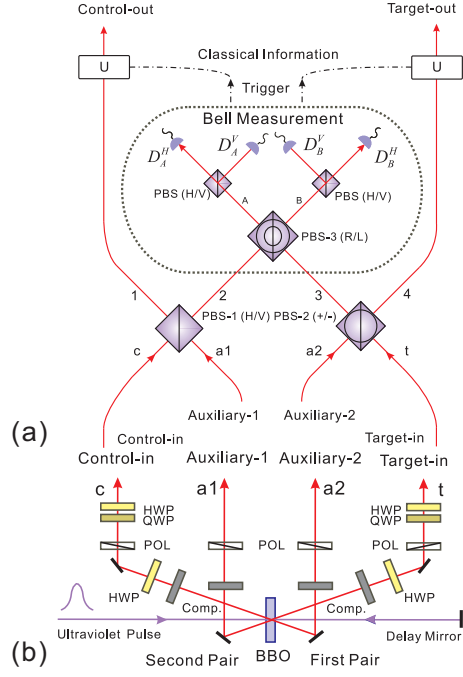 Control-out
Target-out
U
Classical Information
U
Trigger
Bell Measurement
D_A^H
D_A^V
D_B^V
D_B^H
PBS (H/V)
A
B
PBS (H/V)
PBS-3 (R/L)
1
2
3
4
PBS-1 (H/V)
PBS-2 (+/-)
c
a1
a2
t
Auxiliary-1
Auxiliary-2
(a)
Control-in
Target-in
Control-in
Auxiliary-1
Auxiliary-2
Target-in
c
a1
a2
t
HWP
QWP
HWP
QWP
POL
POL
POL
HWP
Comp.
Comp.
HWP
Ultraviolet Pulse
Delay Mirror
(b)
Second Pair
BBO
First Pair